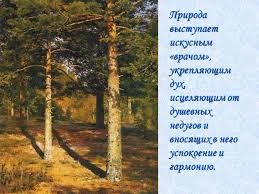 Природа
выступает
искусным
«врачом»,
укрепляющим
дух,
исцеляющим от
душевных
недугов и
вносящих в него
успокоение и
гармонию.